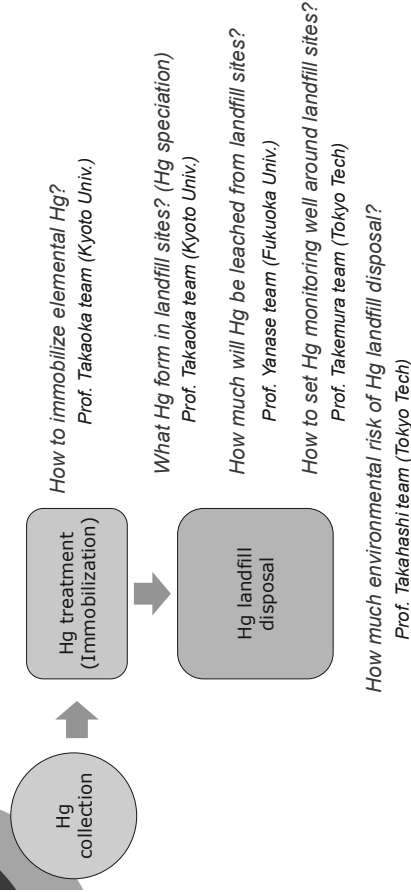 Hg
collection
Hg treatment
(Immobilization)
Hg landfill
disposal
How to immobilize elemental Hg?
Prof. Takaoka team (Kyoto Univ.)
What Hg form in landfill sites? (Hg speciation)
Prof. Takaoka team (Kyoto Univ.)
How much will Hg be leached from landfill sites?
Prof. Yanase team (Fukuoka Univ.)
How to set Hg monitoring well around landfill sites?
Prof. Takemura team (Tokyo Tech)
How much environmental risk of Hg landfill disposal?
Prof. Takahashi team (Tokyo Tech)